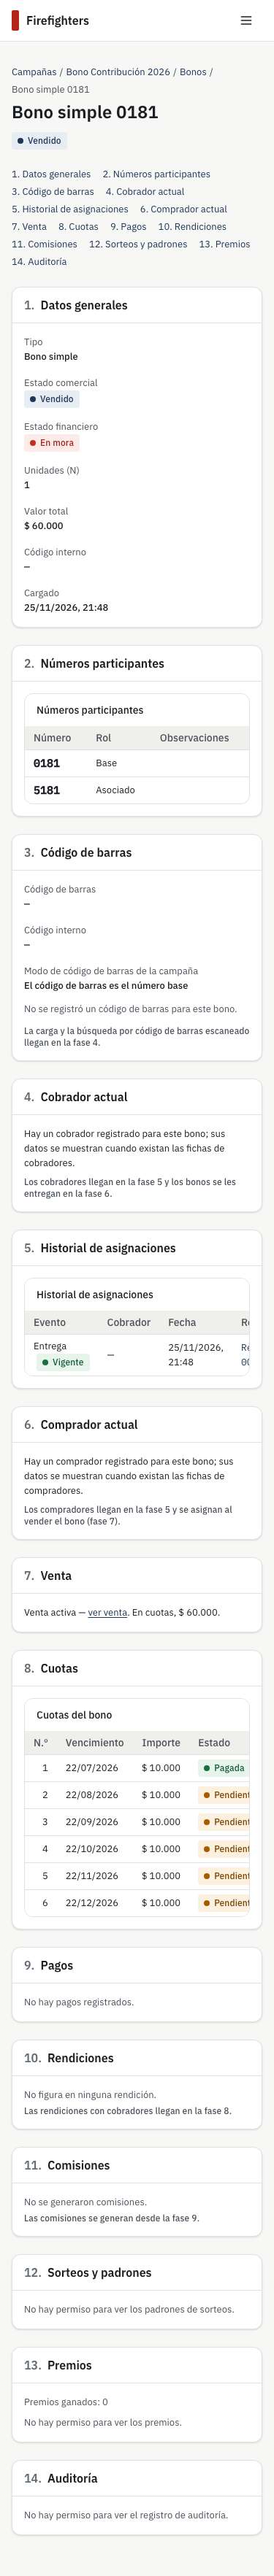 Firefighters
Campañas / Bono Contribución 2026 / Bonos /
Bono simple 0181
Bono simple 0181
Vendido
1. Datos generales 2. Números participantes
3. Código de barras 4. Cobrador actual
5. Historial de asignaciones 6. Comprador actual
7. Venta 8. Cuotas 9. Pagos 10. Rendiciones
11. Comisiones 12. Sorteos y padrones 13. Premios
14. Auditoría
1. Datos generales
Tipo
Bono simple
Estado comercial
Vendido
Estado financiero
En mora
Unidades (N)
1
Valor total
$ 60.000
Código interno
—
Cargado
25/11/2026, 21:48
2. Números participantes
Números participantes
Número Rol Observaciones
0181 Base
5181 Asociado
3. Código de barras
Código de barras
—
Código interno
—
Modo de código de barras de la campaña
El código de barras es el número base
No se registró un código de barras para este bono.
La carga y la búsqueda por código de barras escaneado
llegan en la fase 4.
4. Cobrador actual
Hay un cobrador registrado para este bono; sus
datos se muestran cuando existan las fichas de
cobradores.
Los cobradores llegan en la fase 5 y los bonos se les
entregan en la fase 6.
5. Historial de asignaciones
Historial de asignaciones
Evento Cobrador Fecha
Entrega
Vigente
—
25/11/2026,
21:48
6. Comprador actual
Hay un comprador registrado para este bono; sus
datos se muestran cuando existan las fichas de
compradores.
Los compradores llegan en la fase 5 y se asignan al
vender el bono (fase 7).
7. Venta
Venta activa — ver venta. En cuotas, $ 60.000.
8. Cuotas
Cuotas del bono
N.º Vencimiento Importe Estado
1 22/07/2026 $ 10.000 Pagada
2 22/08/2026 $ 10.000 Pendient
3 22/09/2026 $ 10.000 Pendient
4 22/10/2026 $ 10.000 Pendient
5 22/11/2026 $ 10.000 Pendient
6 22/12/2026 $ 10.000 Pendient
9. Pagos
No hay pagos registrados.
10. Rendiciones
No figura en ninguna rendición.
Las rendiciones con cobradores llegan en la fase 8.
11. Comisiones
No se generaron comisiones.
Las comisiones se generan desde la fase 9.
12. Sorteos y padrones
No hay permiso para ver los padrones de sorteos.
13. Premios
Premios ganados: 0
No hay permiso para ver los premios.
14. Auditoría
No hay permiso para ver el registro de auditoría.